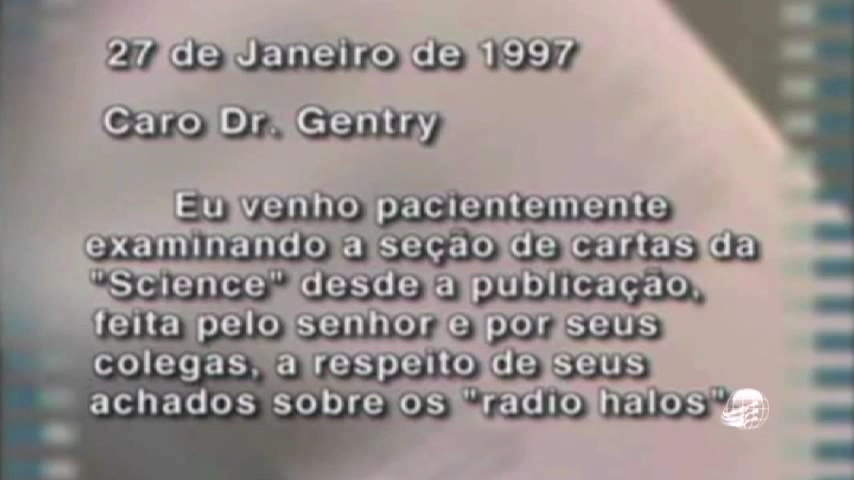 27 de Janeiro de 1997
Caro Dr. Gentry
Eu venho pacientemente
examinando a seção de cartas da
"Science" desde a publicação,
feita pelo senhor e por seus
colegas, a respeito de seus
achados sobre os "radio halos"